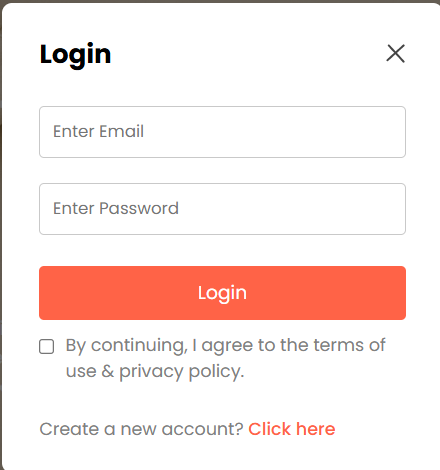 Login
Enter Email
Enter Password
Login
By continuing, I agree to the terms of
use & privacy policy.
Create a new account? Click here